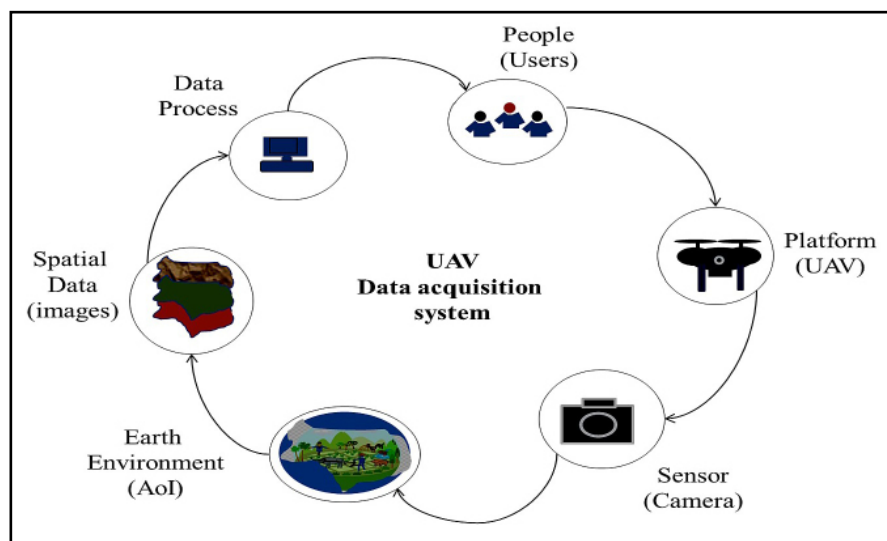 People
(Users)
Data
Process
Platform
(UAV)
Spatial
Data
(images)
UAV
Data acquisition
system
Earth
Environment
(AoI)
Sensor
(Camera)